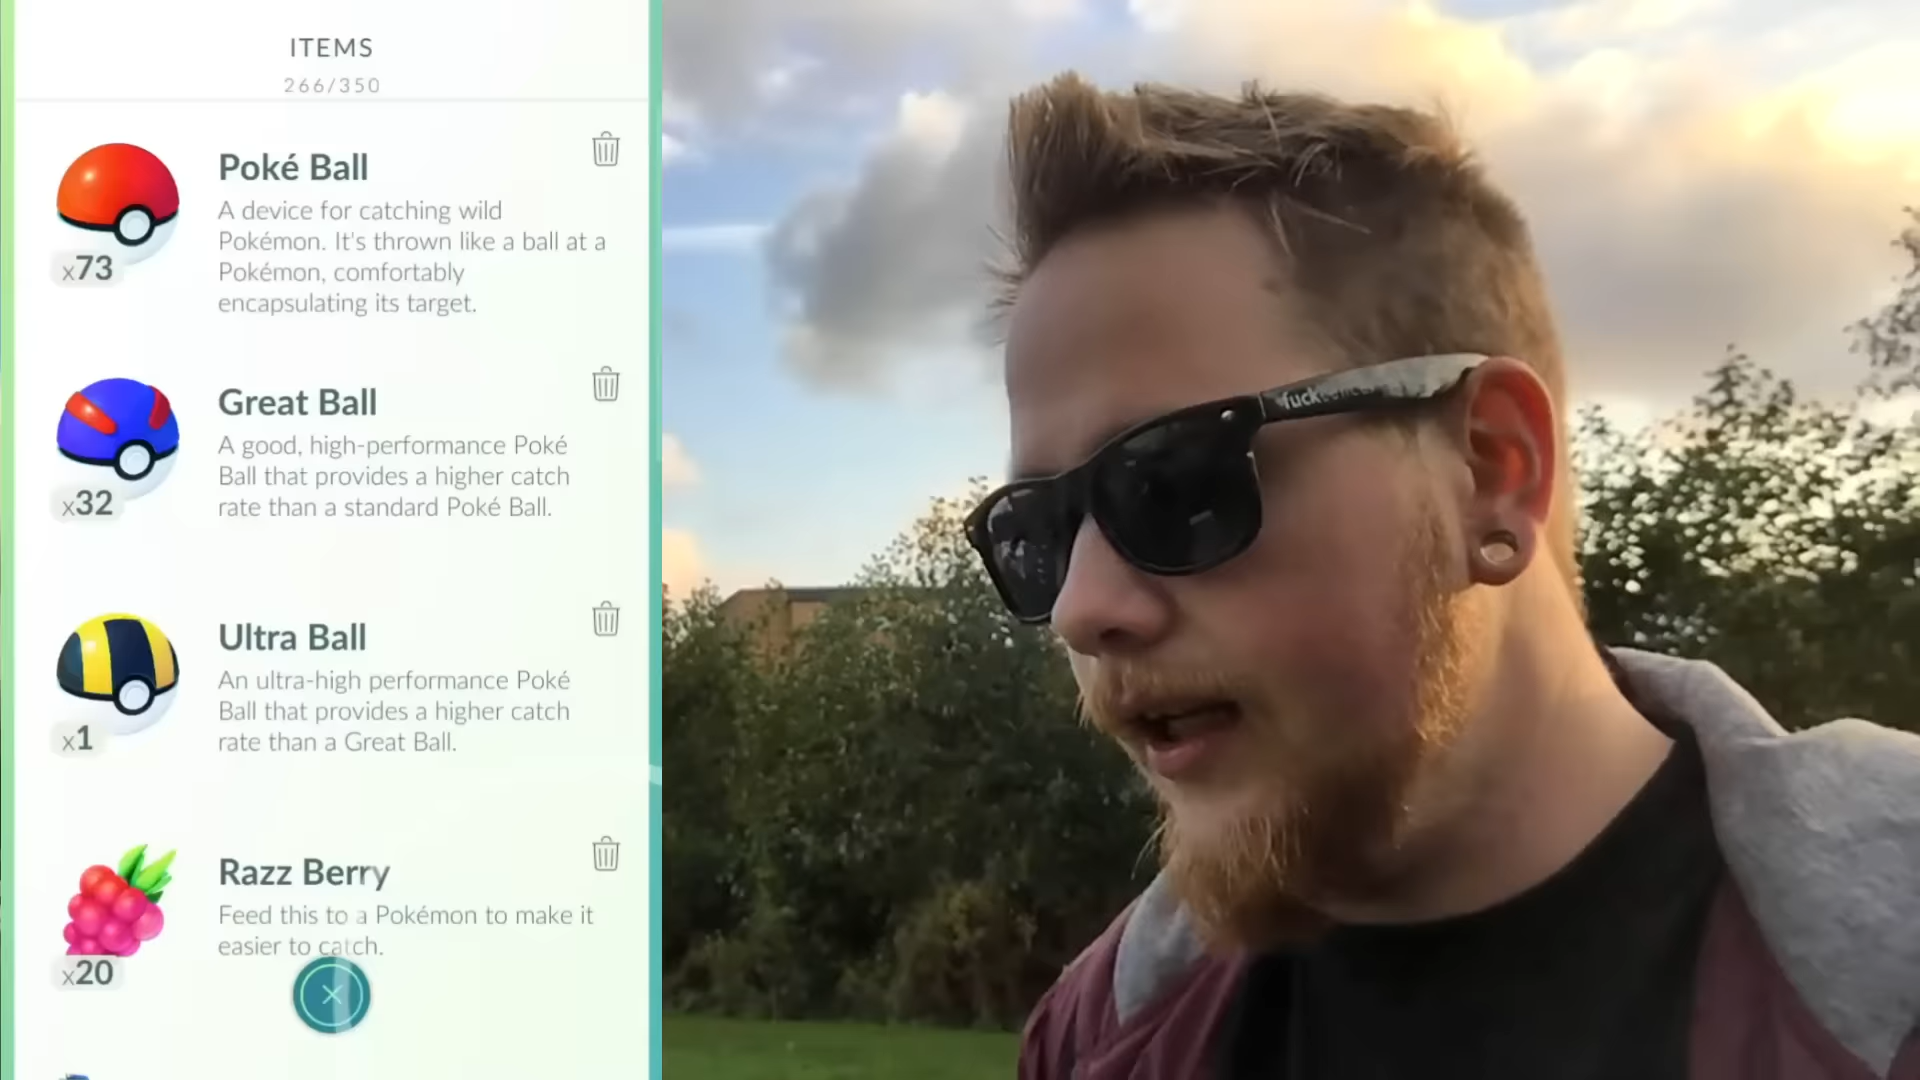 ITEMS
266/350
Poké Ball
A device for catching wild
Pokémon. It's thrown like a ball at a
Pokémon, comfortably
encapsulating its target.
x73
Great Ball
A good, high-performance Poké
Ball that provides a higher catch
rate than a standard Poké Ball.
x32
Ultra Ball
An ultra-high performance Poké
Ball that provides a higher catch
rate than a Great Ball.
x1
Razz Berry
Feed this to a Pokémon to make it
easier to catch.
x20